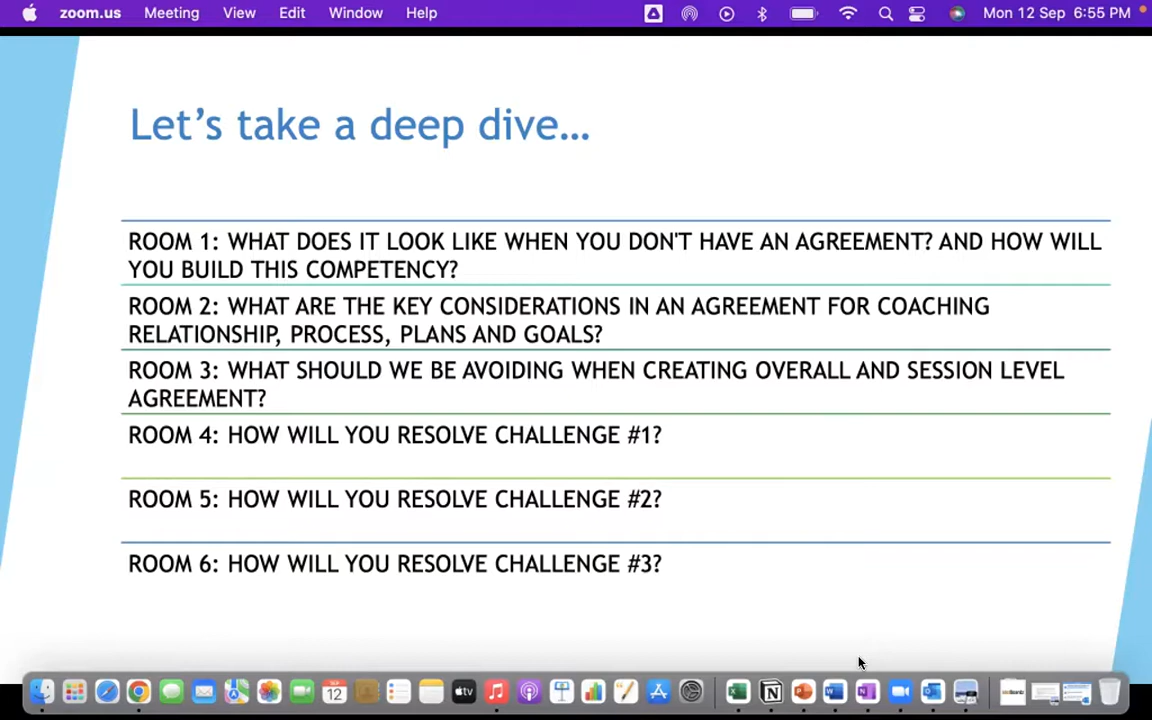 zoom.us Meeting View Edit Window Help Mon 12 Sep 6:55 PM
Let's take a deep dive...
ROOM 1: WHAT DOES IT LOOK LIKE WHEN YOU DON'T HAVE AN AGREEMENT? AND HOW WILL
YOU BUILD THIS COMPETENCY?
ROOM 2: WHAT ARE THE KEY CONSIDERATIONS IN AN AGREEMENT FOR COACHING
RELATIONSHIP, PROCESS, PLANS AND GOALS?
ROOM 3: WHAT SHOULD WE BE AVOIDING WHEN CREATING OVERALL AND SESSION LEVEL
AGREEMENT?
ROOM 4: HOW WILL YOU RESOLVE CHALLENGE #1?
ROOM 5: HOW WILL YOU RESOLVE CHALLENGE #2?
ROOM 6: HOW WILL YOU RESOLVE CHALLENGE #3?
12
tv